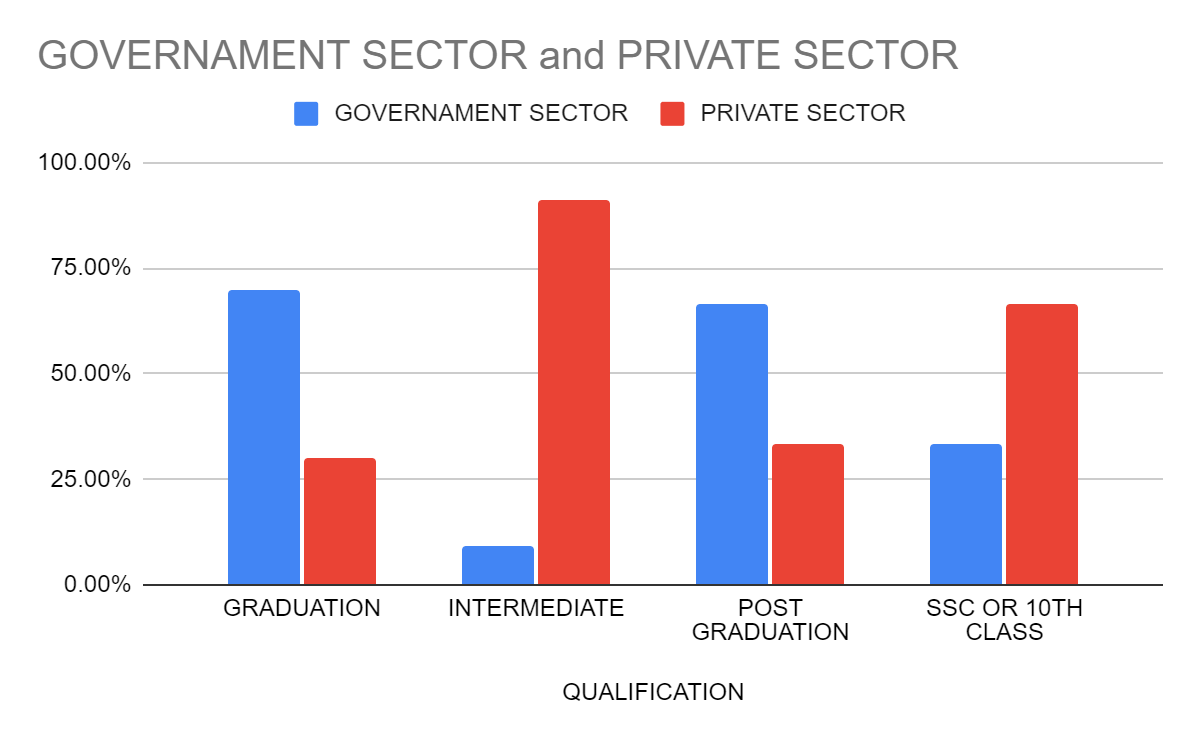 GOVERNAMENT SECTOR and PRIVATE SECTOR
GOVERNAMENT SECTOR PRIVATE SECTOR
100.00%
75.00%
50.00%
25.00%
0.00%
GRADUATION INTERMEDIATE POST SSC OR 10TH
GRADUATION CLASS
QUALIFICATION